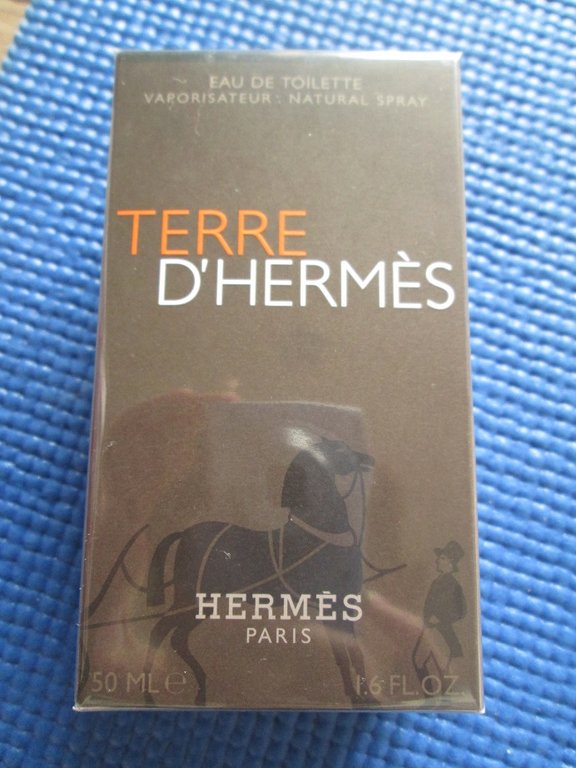 EAU DE TOILETTE
VAPORISATEUR : NATURAL SPRAY
TERRE
D'HERMÈS
HERMÈS
PARIS
50 ML ℮ 1.6 FL.OZ.